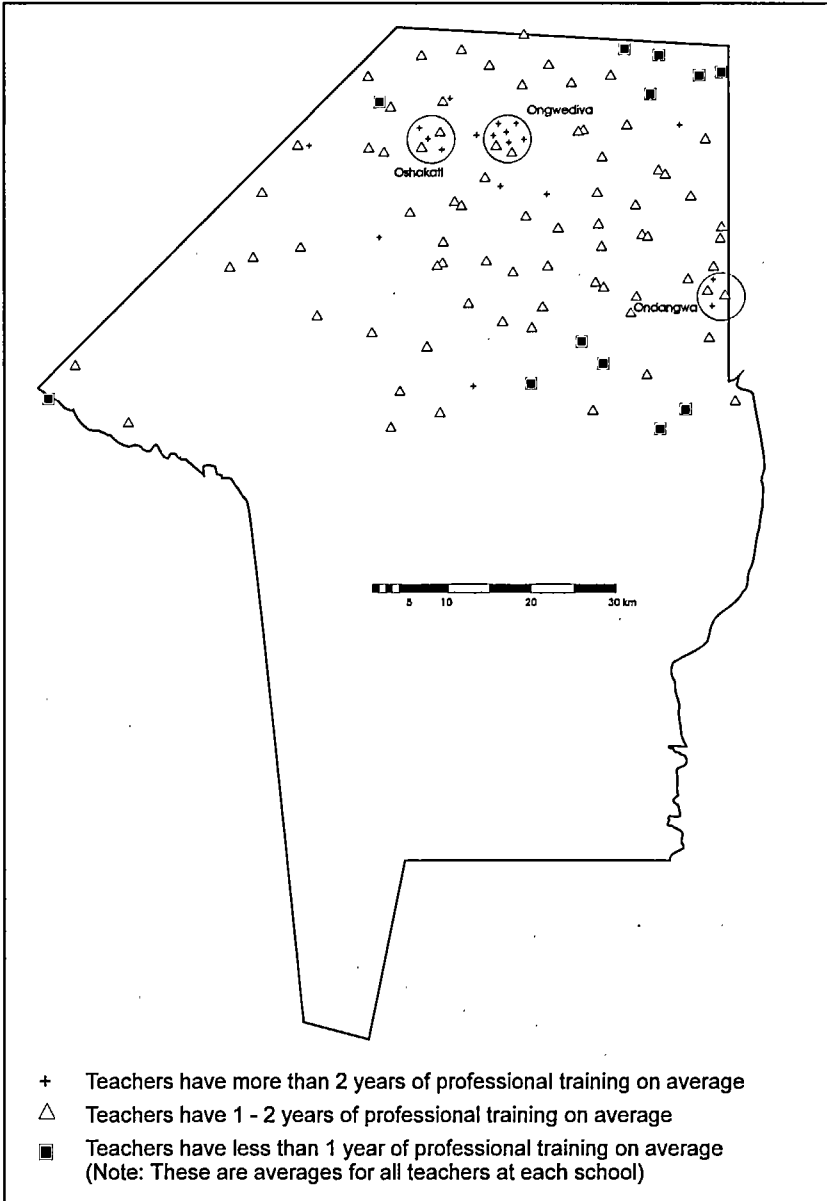 Ongwediva
Oshakati
Ondangwa
5 10 20 30 km
+ Teachers have more than 2 years of professional training on average
△ Teachers have 1 - 2 years of professional training on average
■ Teachers have less than 1 year of professional training on average
(Note: These are averages for all teachers at each school)